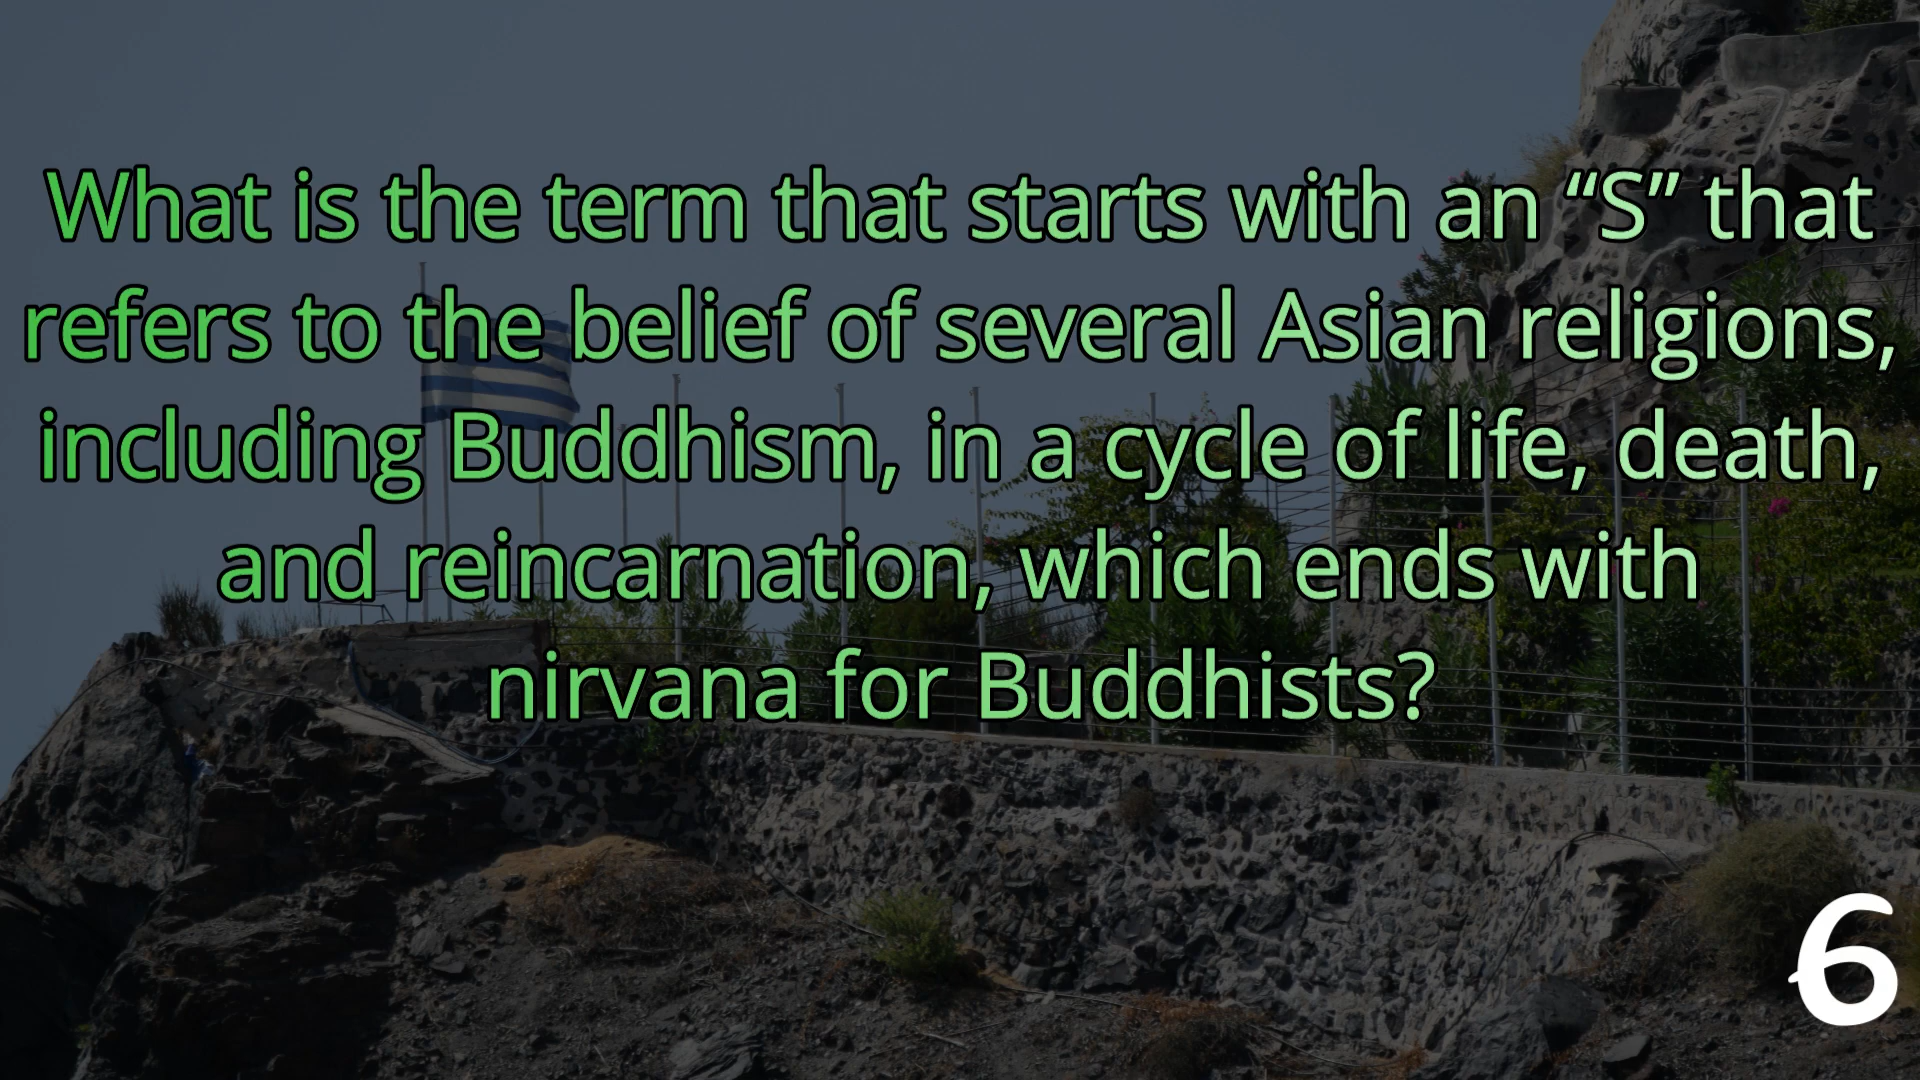 What is the term that starts with an “S” that
refers to the belief of several Asian religions,
including Buddhism, in a cycle of life, death,
and reincarnation, which ends with
nirvana for Buddhists?
6